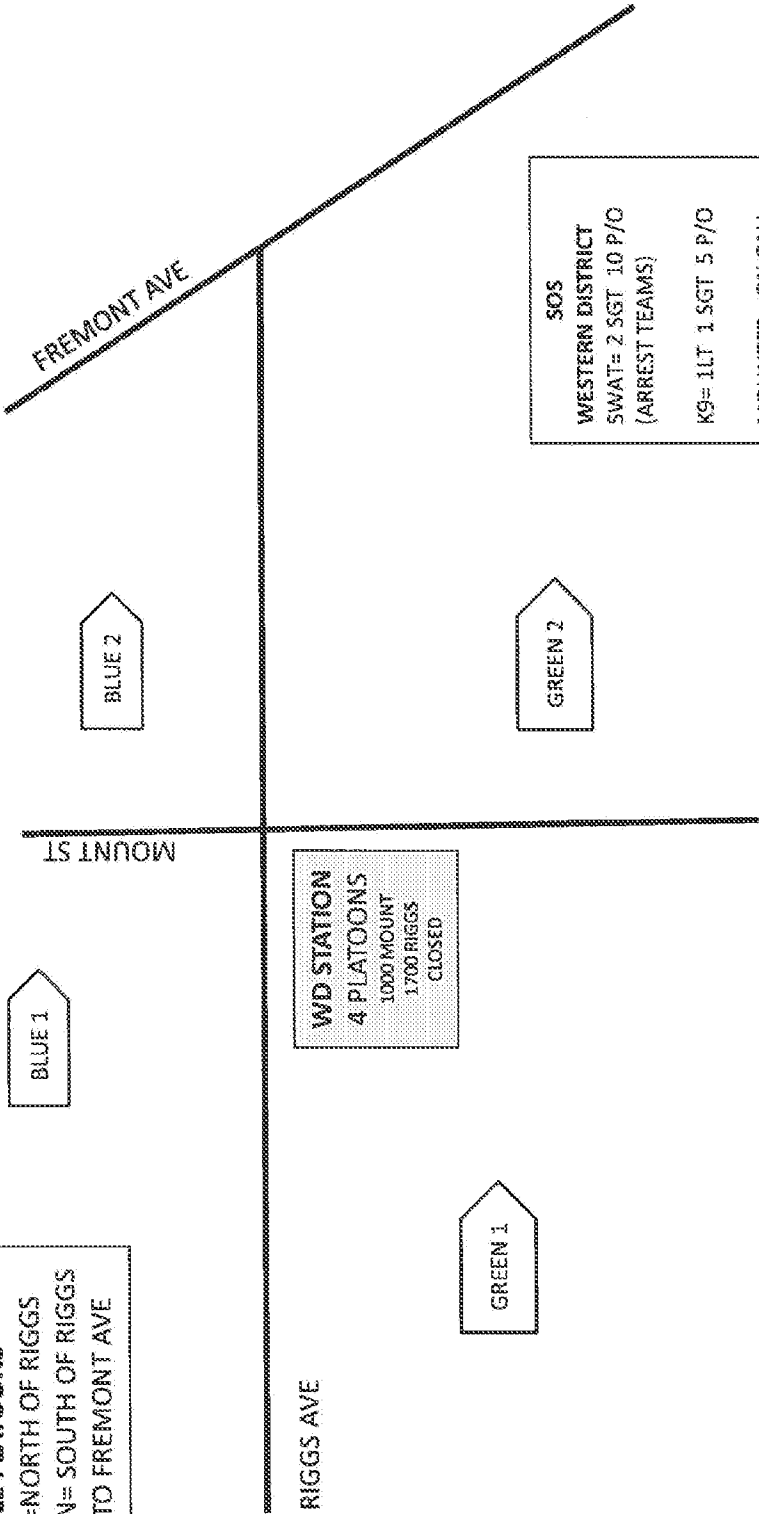 =NORTH OF RIGGS
N= SOUTH OF RIGGS
TO FREMONT AVE
BLUE 1
MOUNT ST
BLUE 2
FREMONT AVE
RIGGS AVE
GREEN 1
WD STATION
4 PLATOONS
1000 MOUNT
1700 RIGGS
CLOSED
GREEN 2
SOS
WESTERN DISTRICT
SWAT= 2 SGT 10 P/O
(ARREST TEAMS)
K9= 1LT 1 SGT 5 P/O